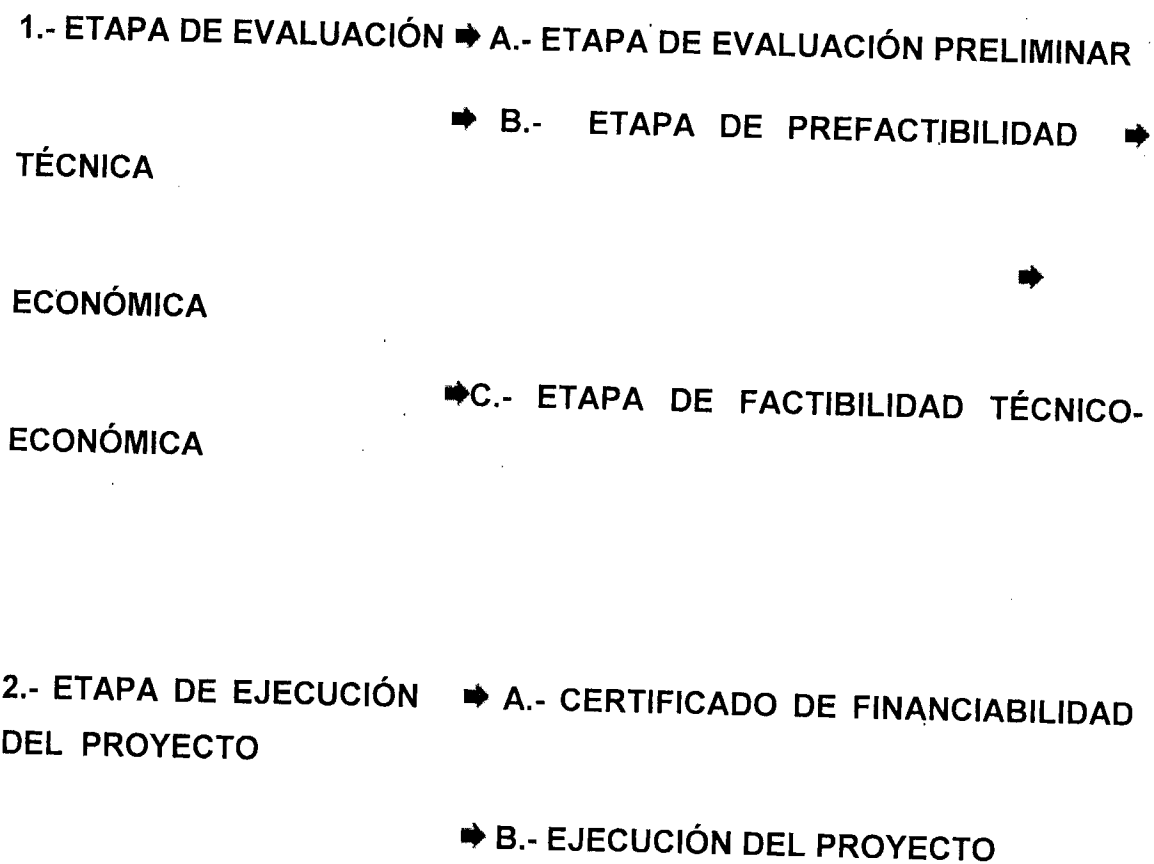 1.- ETAPA DE EVALUACIÓN ➡ A.- ETAPA DE EVALUACIÓN PRELIMINAR
➡ B.- ETAPA DE PREFACTIBILIDAD ➡
TÉCNICA
➡
ECONÓMICA
➡C.- ETAPA DE FACTIBILIDAD TÉCNICO-
ECONÓMICA
2.- ETAPA DE EJECUCIÓN ➡ A.- CERTIFICADO DE FINANCIABILIDAD
DEL PROYECTO
➡ B.- EJECUCIÓN DEL PROYECTO